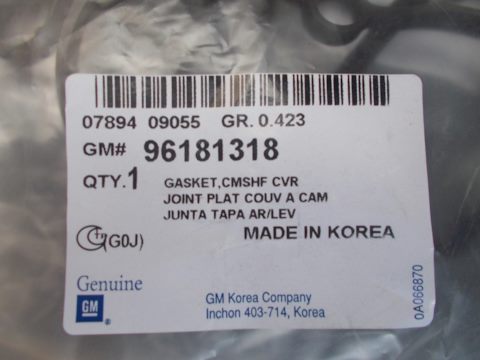 07894 09055 GR. 0.423
GM# 96181318
QTY.1 GASKET,CMSHF CVR
JOINT PLAT COUV A CAM
JUNTA TAPA AR/LEV
(G0J) MADE IN KOREA
Genuine
GM
®
GM Korea Company
Inchon 403-714, Korea
0A066870